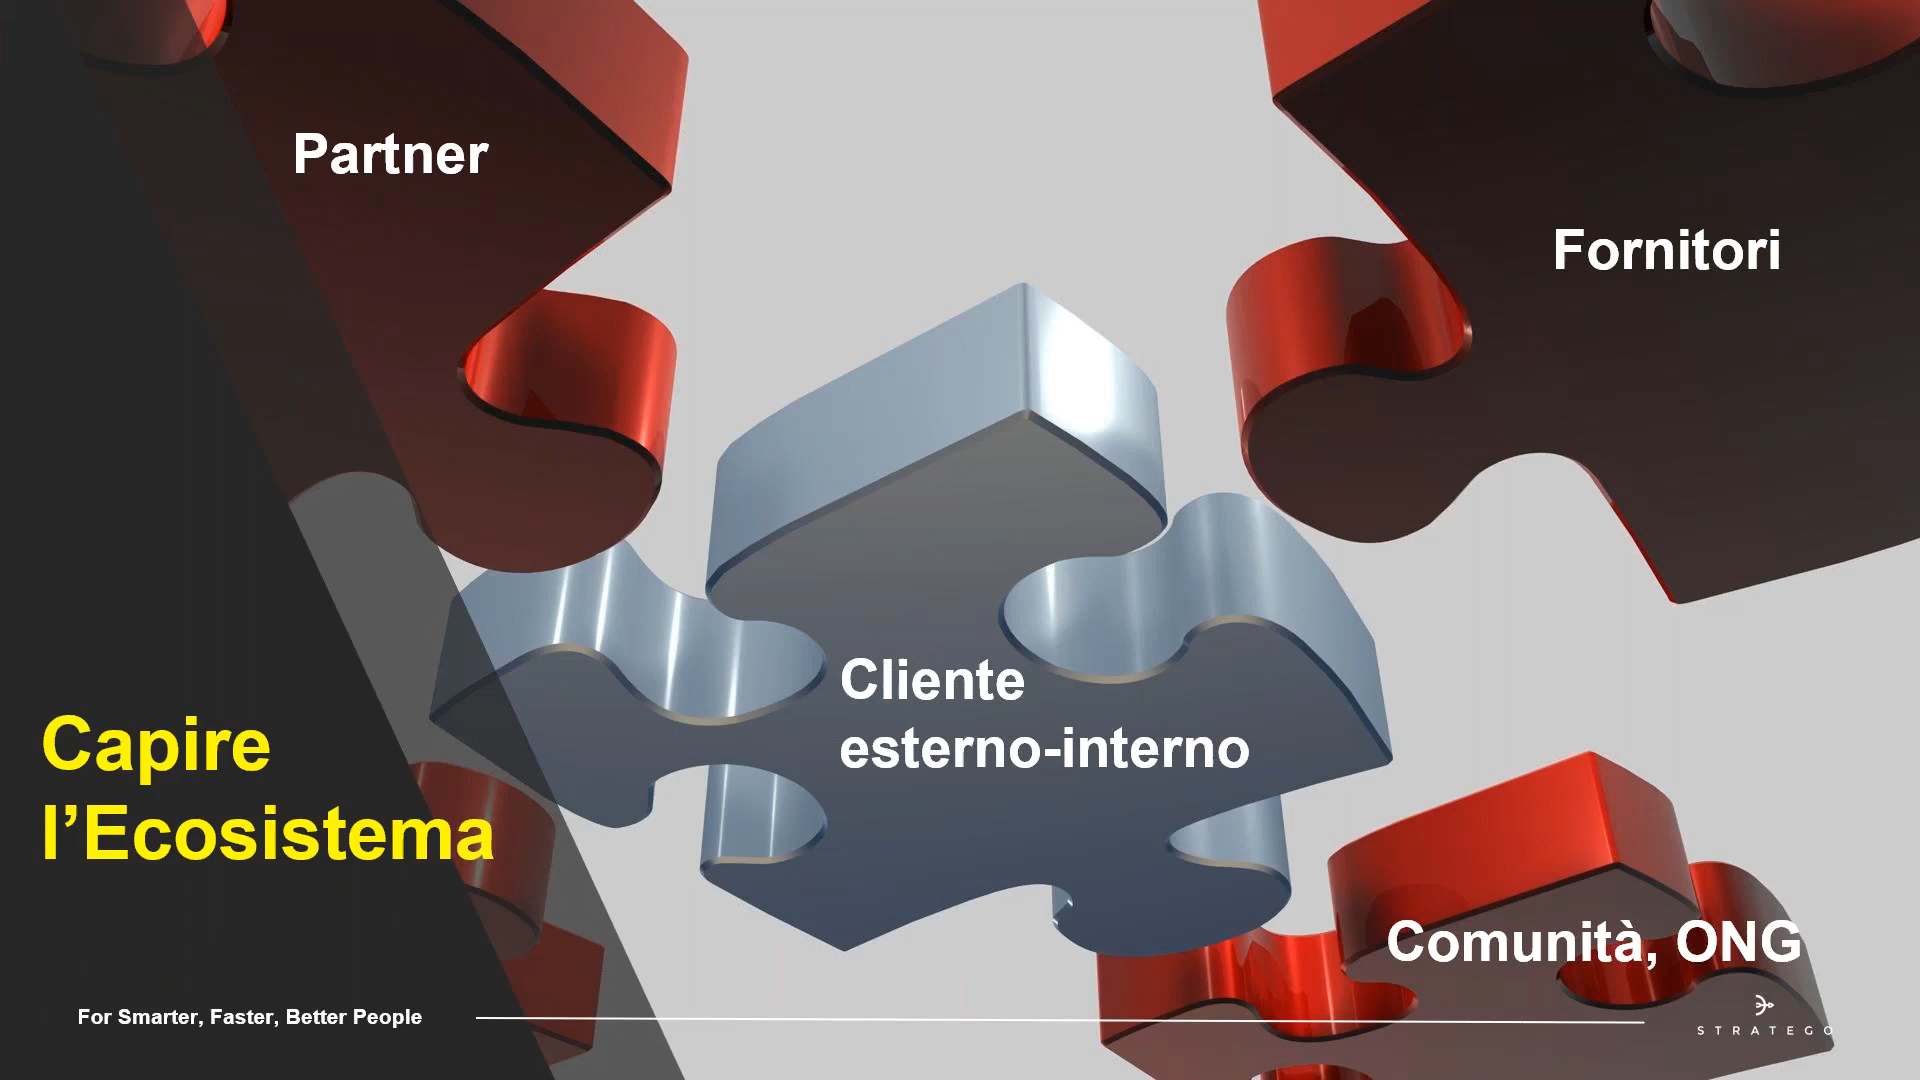 Partner
Fornitori
Cliente
esterno-interno
Capire
l’Ecosistema
Comunità, ONG
For Smarter, Faster, Better People
STRATEGO